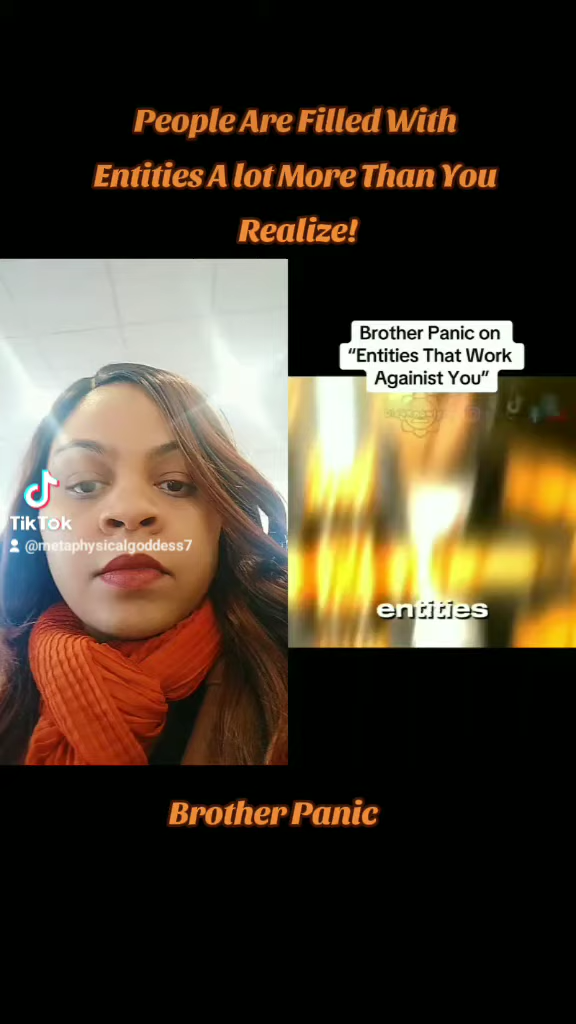 People Are Filled With
Entities A lot More Than You
Realize!
Brother Panic on
“Entities That Work
Againist You”
TikTok
@metaphysicalgoddess7
entities
Brother Panic